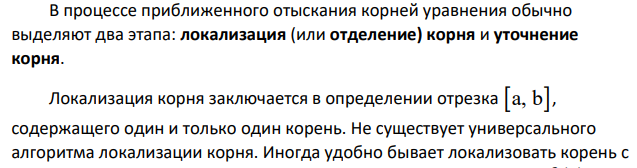 В процессе приближенного отыскания корней уравнения обычно
выделяют два этапа: локализация (или отделение) корня и уточнение
корня.
Локализация корня заключается в определении отрезка [a, b],
содержащего один и только один корень. Не существует универсального
алгоритма локализации корня. Иногда удобно бывает локализовать корень с